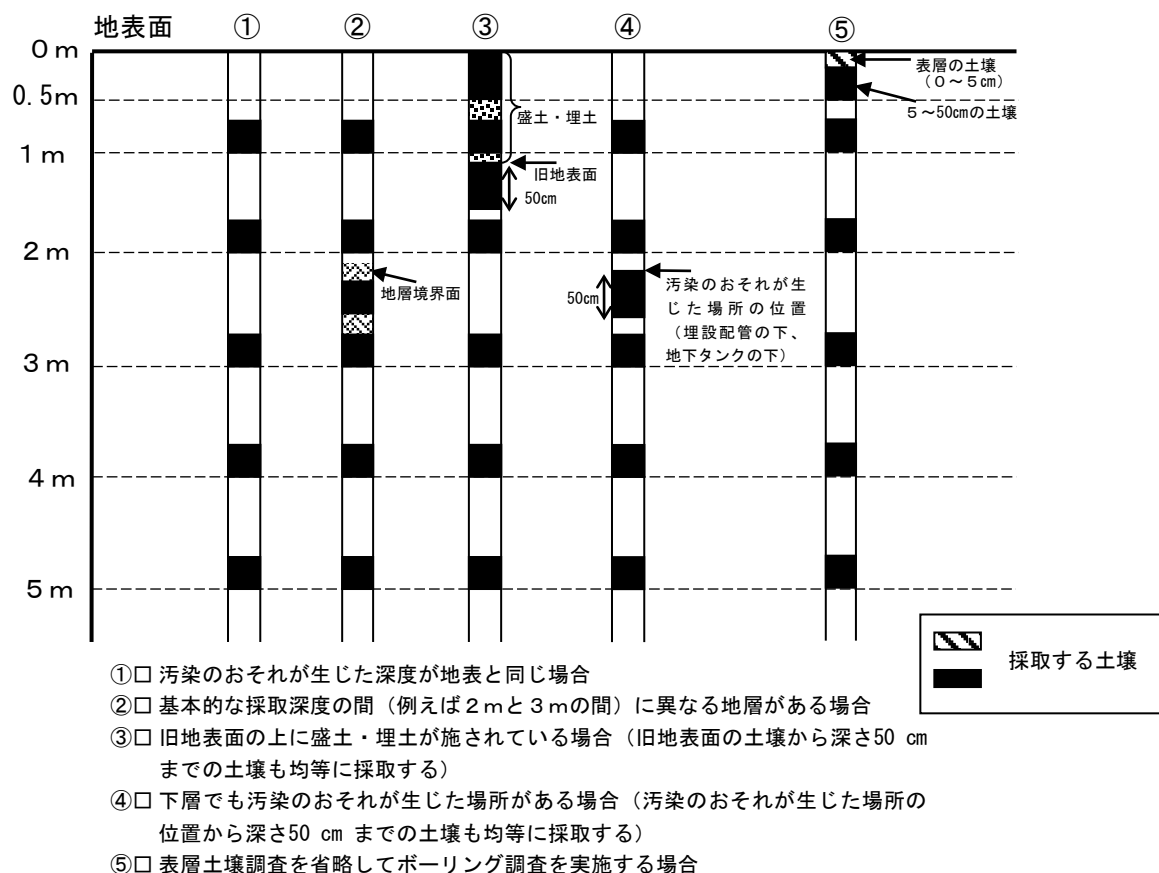 地表面 ① ② ③ ④ ⑤
0m
0.5m
1m
2m
3m
4m
5m
盛土・埋土
旧地表面
50㎝
地層境界面
50㎝
汚染のおそれが生
じた場所の位置
(埋設配管の下、
地下タンクの下)
表層の土壌
(0~5㎝)
5~50㎝の土壌
採取する土壌
①□ 汚染のおそれが生じた深度が地表と同じ場合
②□ 基本的な採取深度の間(例えば2mと3mの間)に異なる地層がある場合
③□ 旧地表面の上に盛土・埋土が施されている場合(旧地表面の土壌から深さ50 cm
までの土壌も均等に採取する)
④□ 下層でも汚染のおそれが生じた場所がある場合(汚染のおそれが生じた場所の
位置から深さ50 cm までの土壌も均等に採取する)
⑤□ 表層土壌調査を省略してボーリング調査を実施する場合